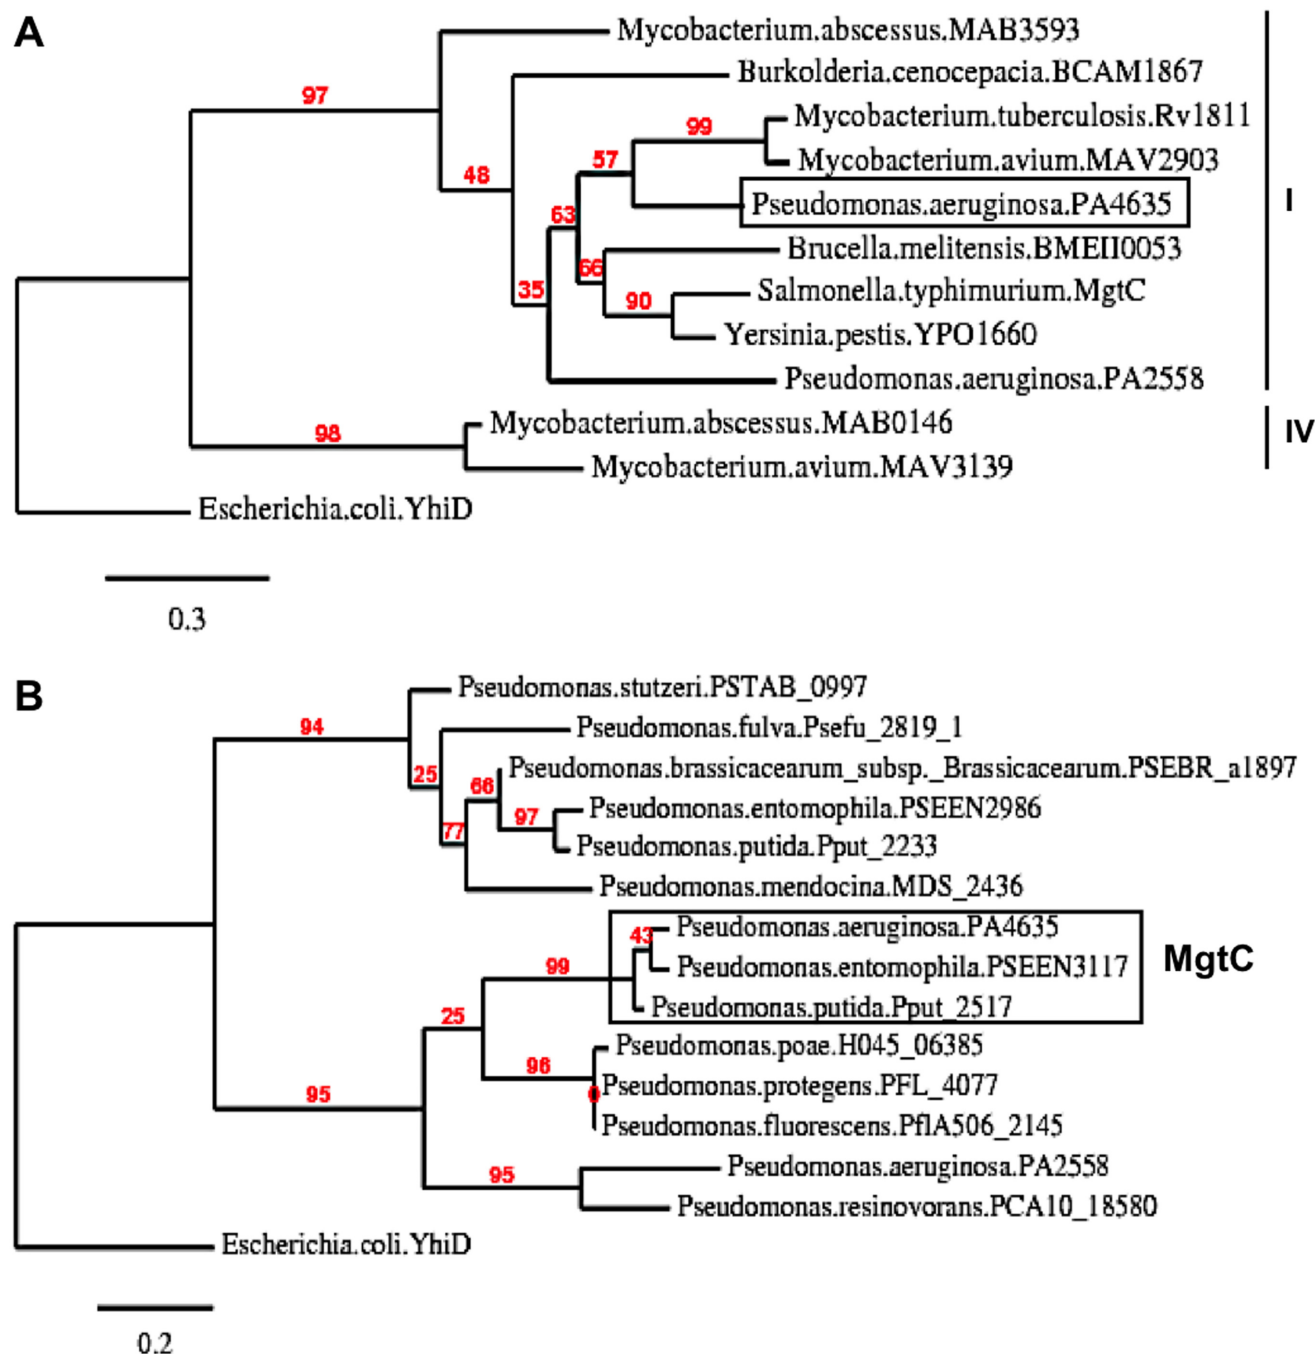 A
Mycobacterium.abscessus.MAB3593
Burkolderia.cenocepacia.BCAM1867
97
Mycobacterium.tuberculosis.Rv1811
99
Mycobacterium.avium.MAV2903
57
48
Pseudomonas.aeruginosa.PA4635
I
63
Brucella.melitensis.BMEII0053
66
Salmonella.typhimurium.MgtC
35
90
Yersinia.pestis.YPO1660
Pseudomonas.aeruginosa.PA2558
Mycobacterium.abscessus.MAB0146
IV
98
Mycobacterium.avium.MAV3139
Escherichia.coli.YhiD
0.3
B
Pseudomonas.stutzeri.PSTAB_0997
94
Pseudomonas.fulva.Psefu_2819_1
25
Pseudomonas.brassicacearum_subsp._Brassicacearum.PSEBR_a1897
66
Pseudomonas.entomophila.PSEEN2986
97
77
Pseudomonas.putida.Pput_2233
Pseudomonas.mendocina.MDS_2436
Pseudomonas.aeruginosa.PA4635
43
MgtC
99
Pseudomonas.entomophila.PSEEN3117
Pseudomonas.putida.Pput_2517
25
Pseudomonas.poae.H045_06385
96
Pseudomonas.protegens.PFL_4077
0
95
Pseudomonas.fluorescens.PflA506_2145
Pseudomonas.aeruginosa.PA2558
95
Pseudomonas.resinovorans.PCA10_18580
Escherichia.coli.YhiD
0.2